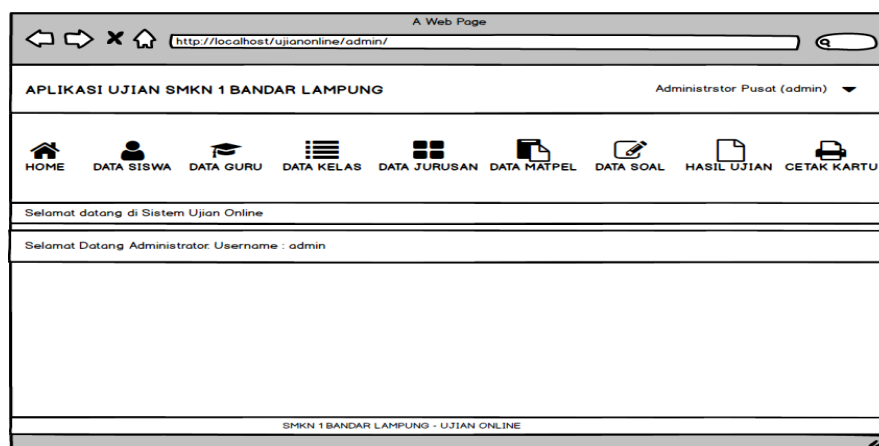 A Web Page
http://localhost/ujianonline/admin/
APLIKASI UJIAN SMKN 1 BANDAR LAMPUNG
Administrstor Pusat (admin)
HOME DATA SISWA DATA GURU DATA KELAS DATA JURUSAN DATA MATPEL DATA SOAL HASIL UJIAN CETAK KARTU
Selamat datang di Sistem Ujian Online
Selamat Datang Administrator. Username : admin
SMKN 1 BANDAR LAMPUNG - UJTIAN ONLINE